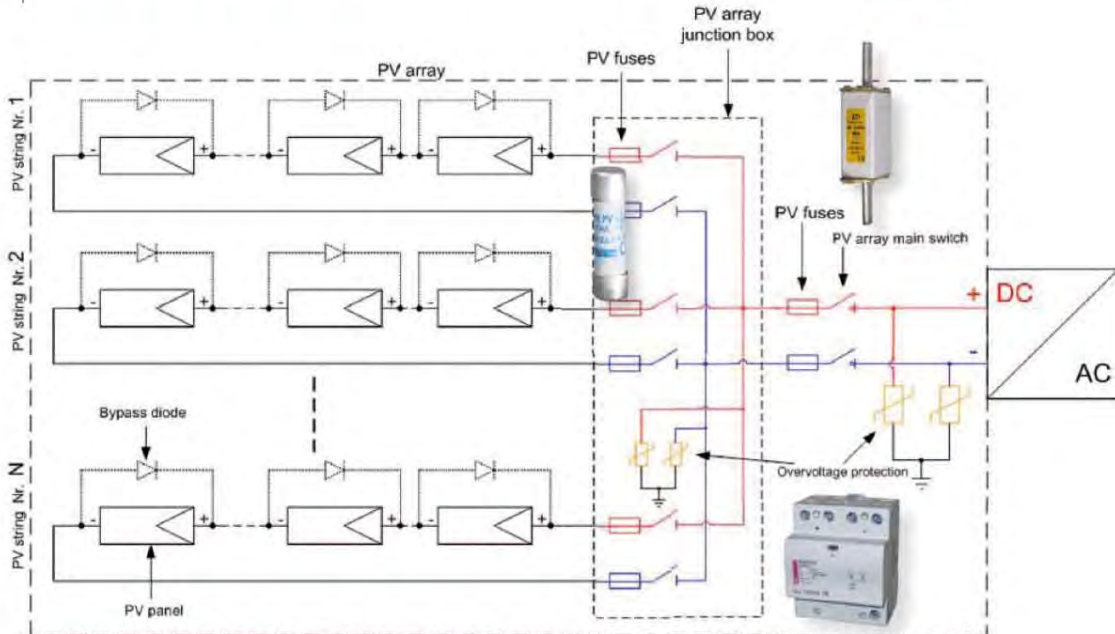 PV array
junction box
PV fuses
PV array
PV string Nr. 1
PV fuses
PV array main switch
PV string Nr. 2
+ DC
-
AC
Bypass diode
Overvoltage protection
PV string Nr. N
PV panel
- + - + - +
- + - + - +
- + - + - +